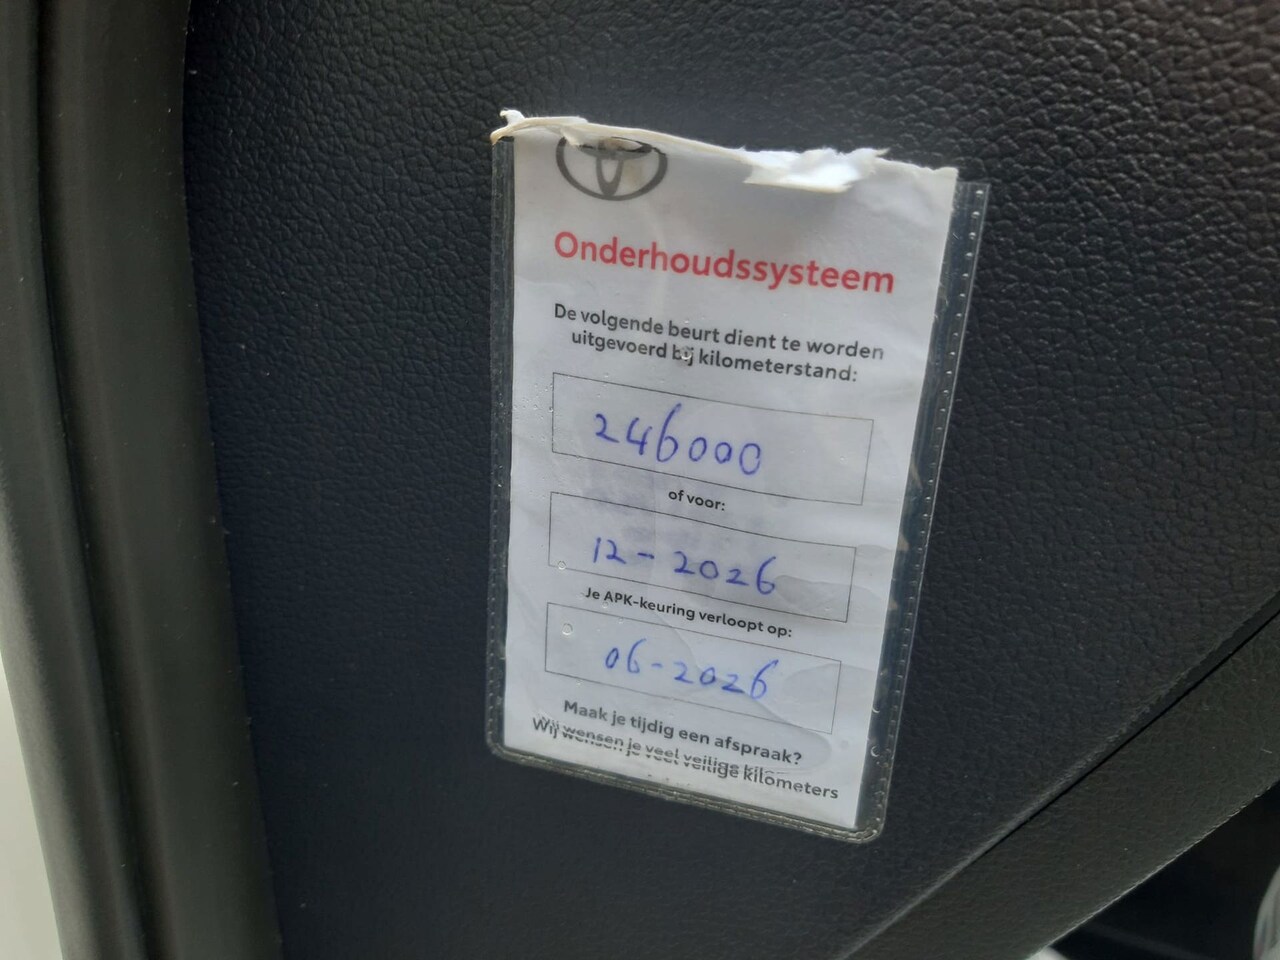 Onderhoudssysteem
De volgende beurt dient te worden
uitgevoerd bij kilometerstand:
246000
of voor:
12-2026
Je APK-keuring verloopt op:
06-2026
Maak je tijdig een afspraak?
Wij wensen je veel veilige kilometers